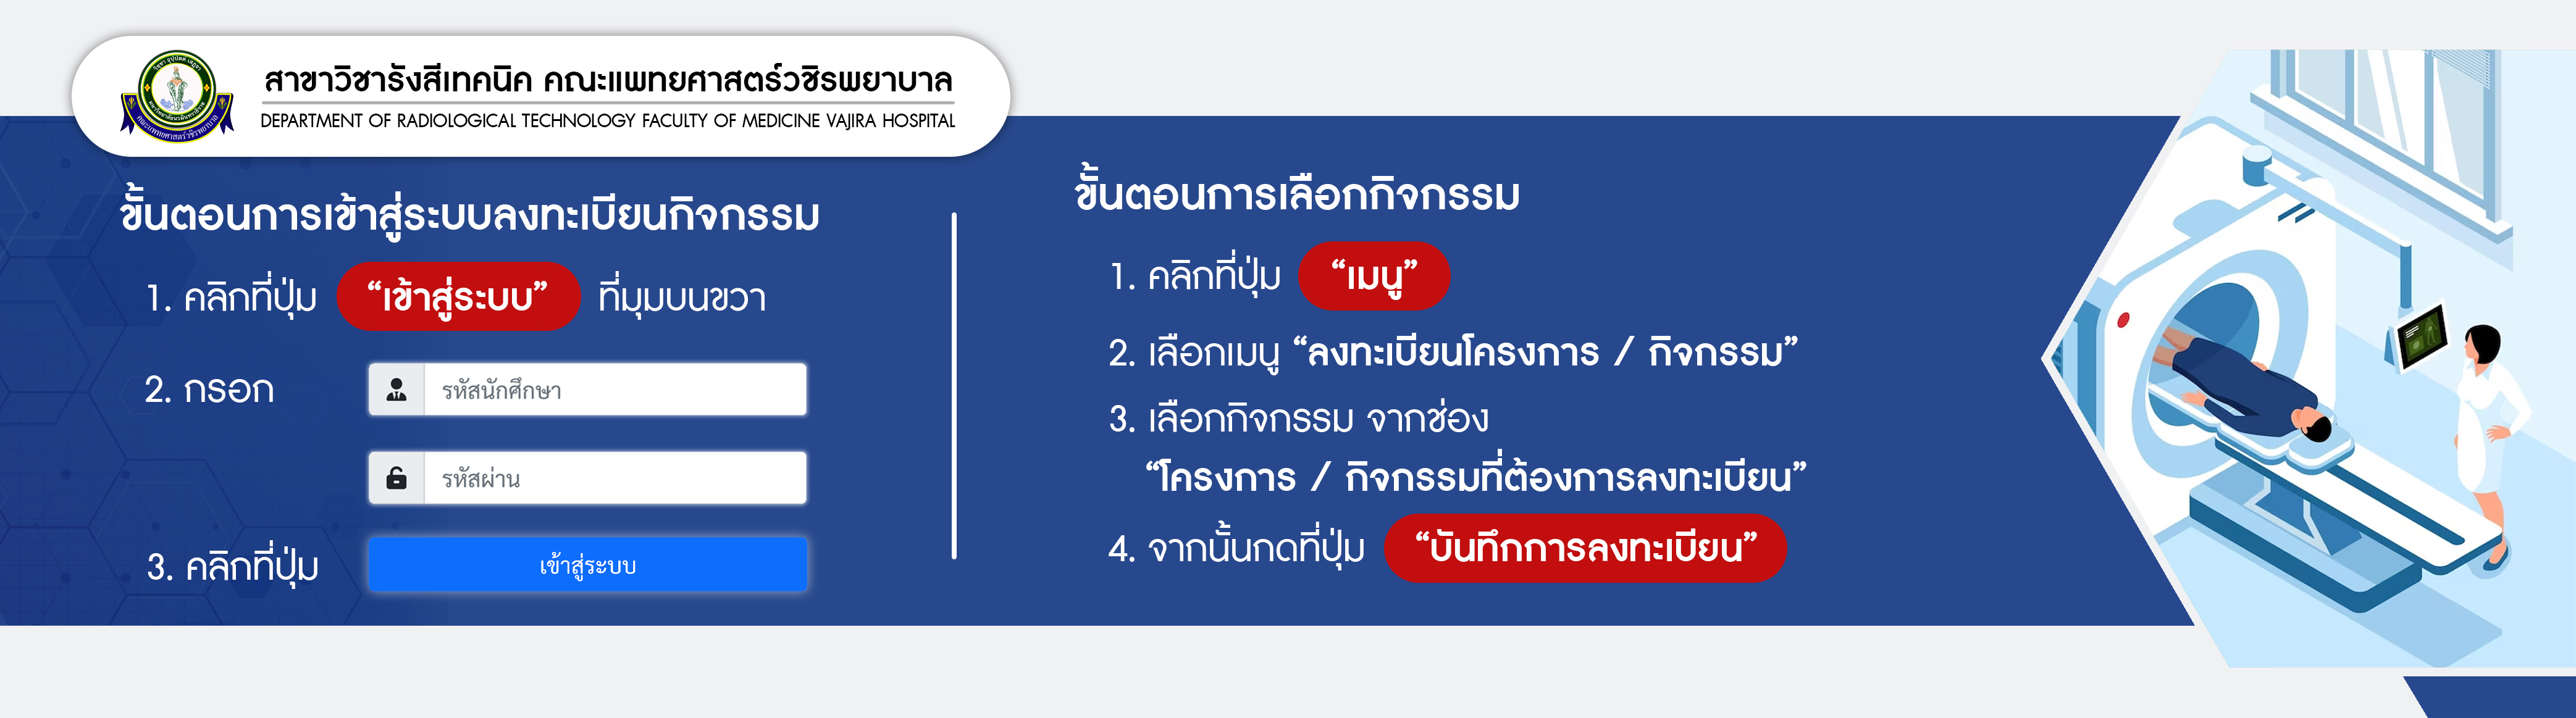 สาขาวิชารังสีเทคนิค คณะแพทยศาสตร์วชิรพยาบาล
DEPARTMENT OF RADIOLOGICAL TECHNOLOGY FACULTY OF MEDICINE VAJIRA HOSPITAL
ขั้นตอนการเข้าสู่ระบบลงทะเบียนกิจกรรม
1. คลิกที่ปุ่ม “เข้าสู่ระบบ” ที่มุมบนขวา
2. กรอก รหัสนักศึกษา
รหัสผ่าน
3. คลิกที่ปุ่ม เข้าสู่ระบบ
ขั้นตอนการเลือกกิจกรรม
1. คลิกที่ปุ่ม “เมนู”
2. เลือกเมนู “ลงทะเบียนโครงการ / กิจกรรม”
3. เลือกกิจกรรม จากช่อง
“โครงการ / กิจกรรมที่ต้องการลงทะเบียน”
4. จากนั้นกดที่ปุ่ม “บันทึกการลงทะเบียน”